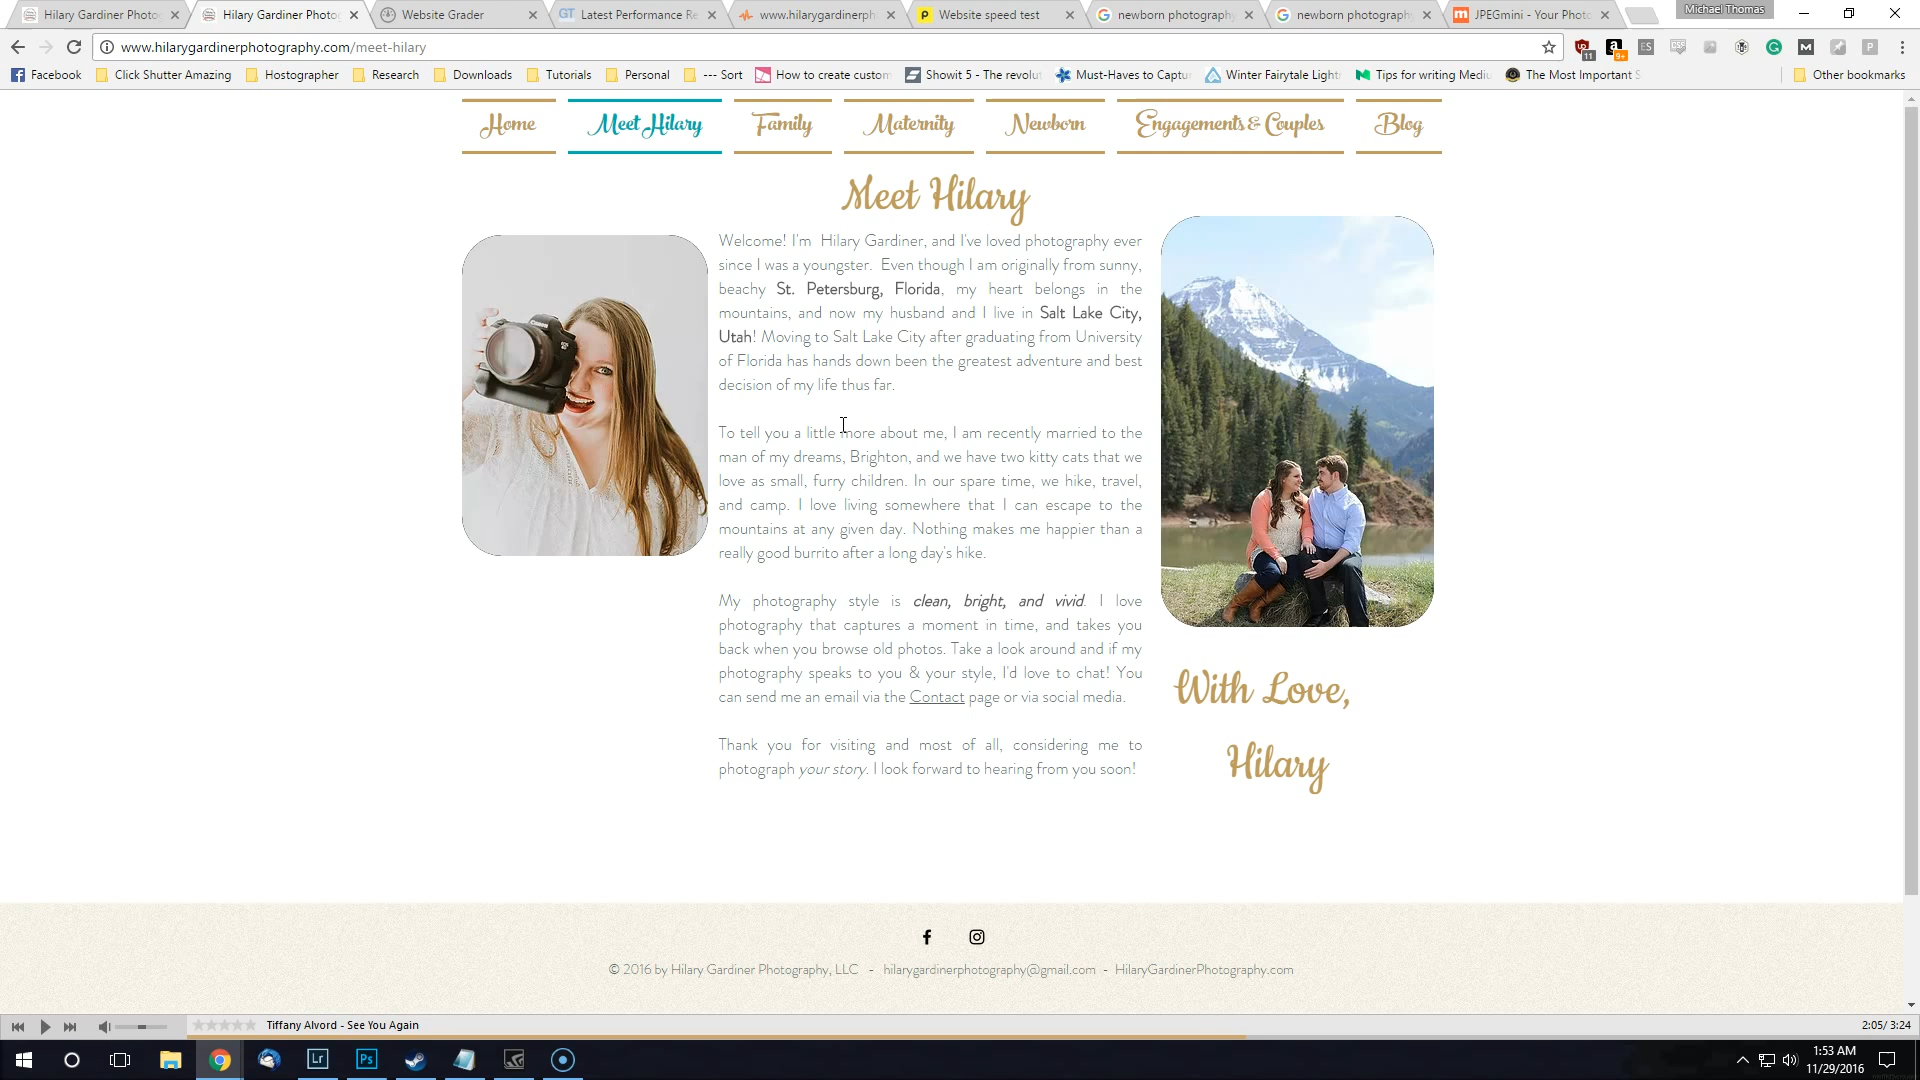 Hilary Gardiner Photo
Hilary Gardiner Photo
Website Grader
Latest Performance Re
www.hilarygardinerph
Website speed test
newborn photography
newborn photography
JPEGmini - Your Photo
Michael Thomas
www.hilarygardinerphotography.com/meet-hilary
Facebook
Click Shutter Amazing
Hostographer
Research
Downloads
Tutorials
Personal
--- Sort
How to create custom
Showit 5 - The revolu
Must-Haves to Captu
Winter Fairytale Light
Tips for writing Medi
The Most Important S
Other bookmarks
Home
Meet Hilary
Family
Maternity
Newborn
Engagements & Couples
Blog
Meet Hilary
Welcome! I'm Hilary Gardiner, and I've loved photography ever
since I was a youngster. Even though I am originally from sunny,
beachy St. Petersburg, Florida, my heart belongs in the
mountains, and now my husband and I live in Salt Lake City,
Utah! Moving to Salt Lake City after graduating from University
of Florida has hands down been the greatest adventure and best
decision of my life thus far.
To tell you a little more about me, I am recently married to the
man of my dreams, Brighton, and we have two kitty cats that we
love as small, furry children. In our spare time, we hike, travel,
and camp. I love living somewhere that I can escape to the
mountains at any given day. Nothing makes me happier than a
really good burrito after a long day's hike.
My photography style is clean, bright, and vivid. I love
photography that captures a moment in time, and takes you
back when you browse old photos. Take a look around and if my
photography speaks to you & your style, I'd love to chat! You
can send me an email via the Contact page or via social media.
Thank you for visiting and most of all, considering me to
photograph your story. I look forward to hearing from you soon!
With Love,
Hilary
© 2016 by Hilary Gardiner Photography, LLC - hilarygardinerphotography@gmail.com - HilaryGardinerPhotography.com
Tiffany Alvord - See You Again
2:05/ 3:24
Lr
Ps
1:53 AM
11/29/2016